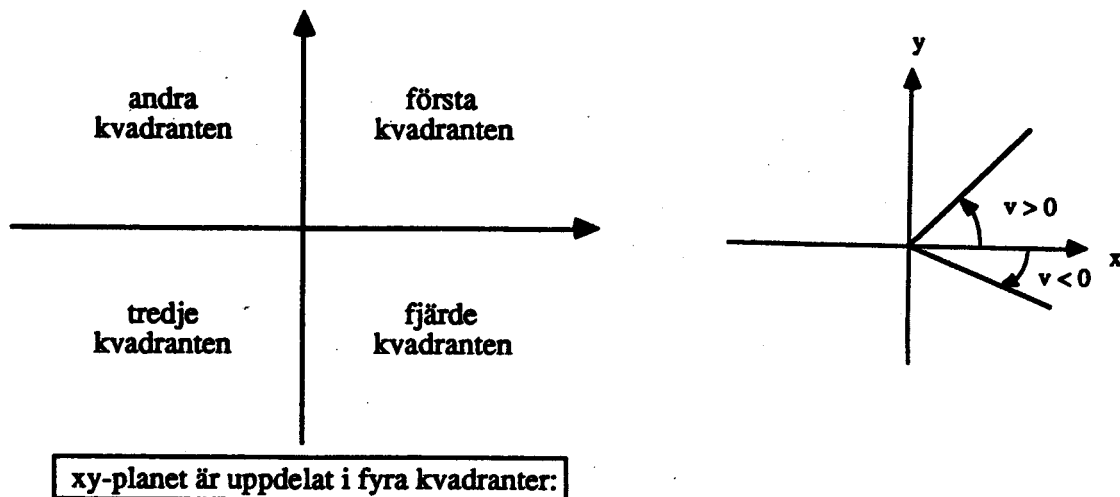 andra
kvadranten
första
kvadranten
tredje
kvadranten
fjärde
kvadranten
xy-planet är uppdelat i fyra kvadranter:
y
v > 0
x
v < 0